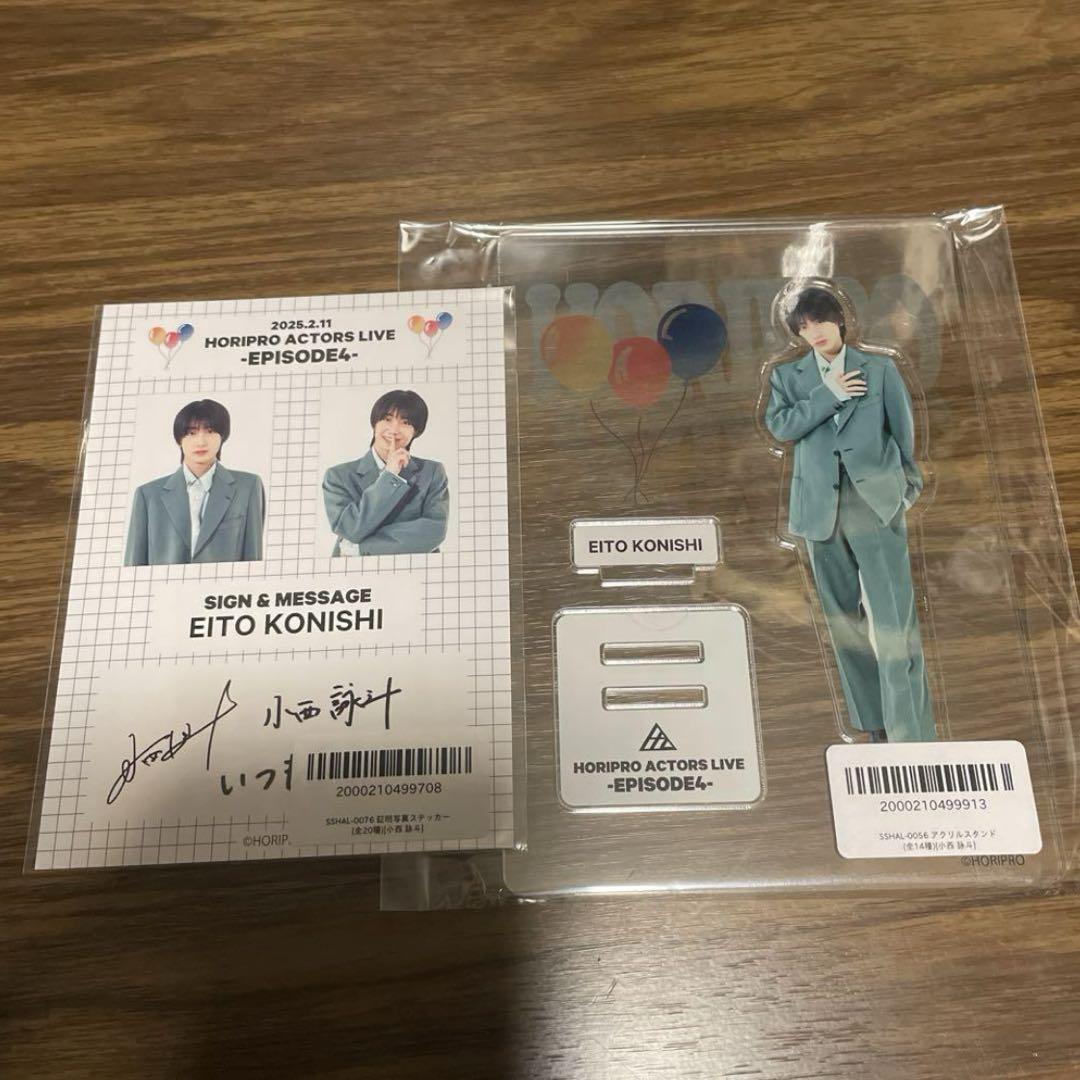 2025.2.11
HORIPRO ACTORS LIVE
-EPISODE4-
SIGN & MESSAGE
EITO KONISHI
小西 詠斗
いつ
2000210499708
SSHAL-0076 証明写真ステッカー
(全20種)[小西 詠斗]
©HORIP
HORIPRO
EITO KONISHI
HORIPRO ACTORS LIVE
-EPISODE4-
2000210499913
SSHAL-0056 アクリルスタンド
(全14種)[小西 詠斗]
©HORIPRO